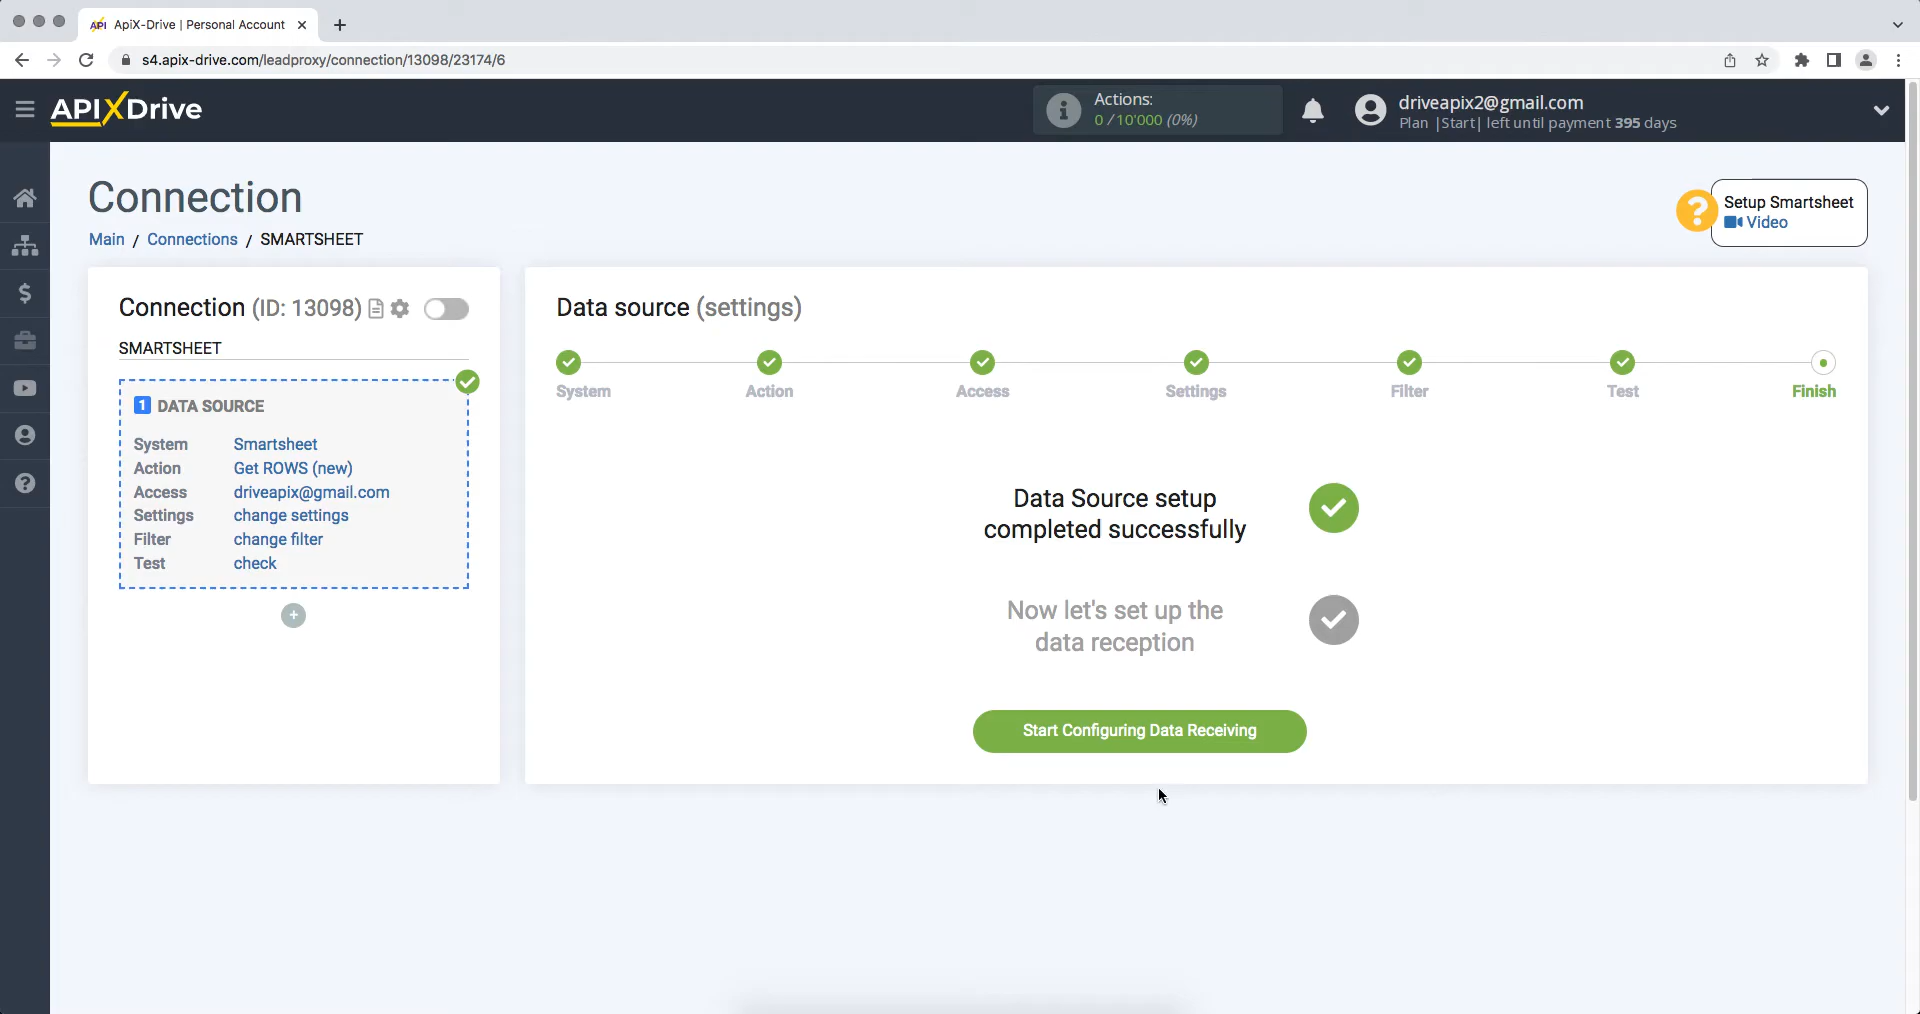 ApiX-Drive | Personal Account
s4.apix-drive.com/leadproxy/connection/13098/23174/6
APIXDrive
Actions:
0 / 10'000 (0%)
driveapix2@gmail.com
Plan |Start| left until payment 395 days
Connection
Main / Connections / SMARTSHEET
Setup Smartsheet
Video
Connection (ID: 13098)
SMARTSHEET
1 DATA SOURCE
System Smartsheet
Action Get ROWS (new)
Access driveapix@gmail.com
Settings change settings
Filter change filter
Test check
Data source (settings)
System Action Access Settings Filter Test Finish
Data Source setup
completed successfully
Now let's set up the
data reception
Start Configuring Data Receiving